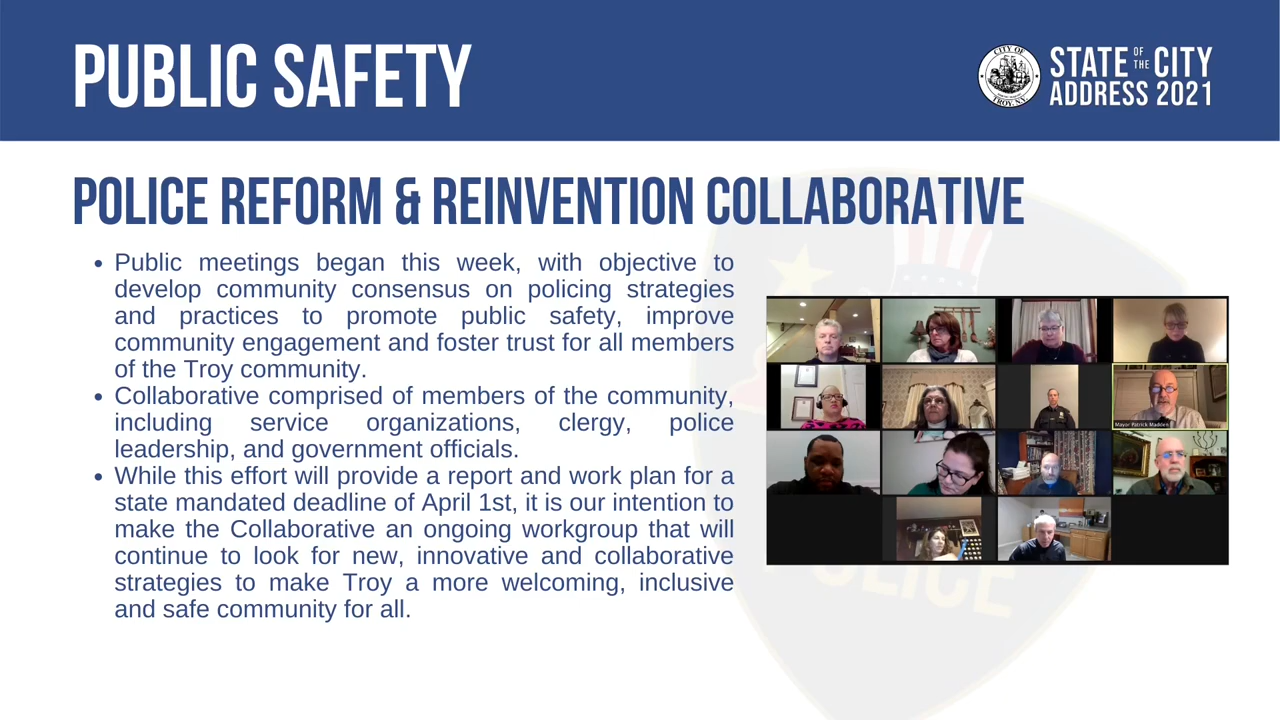 PUBLIC SAFETY
CITY OF
TROY, N.Y.
STATE OF THE CITY
ADDRESS 2021
POLICE REFORM & REINVENTION COLLABORATIVE
• Public meetings began this week, with objective to
develop community consensus on policing strategies
and practices to promote public safety, improve
community engagement and foster trust for all members
of the Troy community.
• Collaborative comprised of members of the community,
including service organizations, clergy, police
leadership, and government officials.
• While this effort will provide a report and work plan for a
state mandated deadline of April 1st, it is our intention to
make the Collaborative an ongoing workgroup that will
continue to look for new, innovative and collaborative
strategies to make Troy a more welcoming, inclusive
and safe community for all.
Mayor Patrick Madden
POLICE